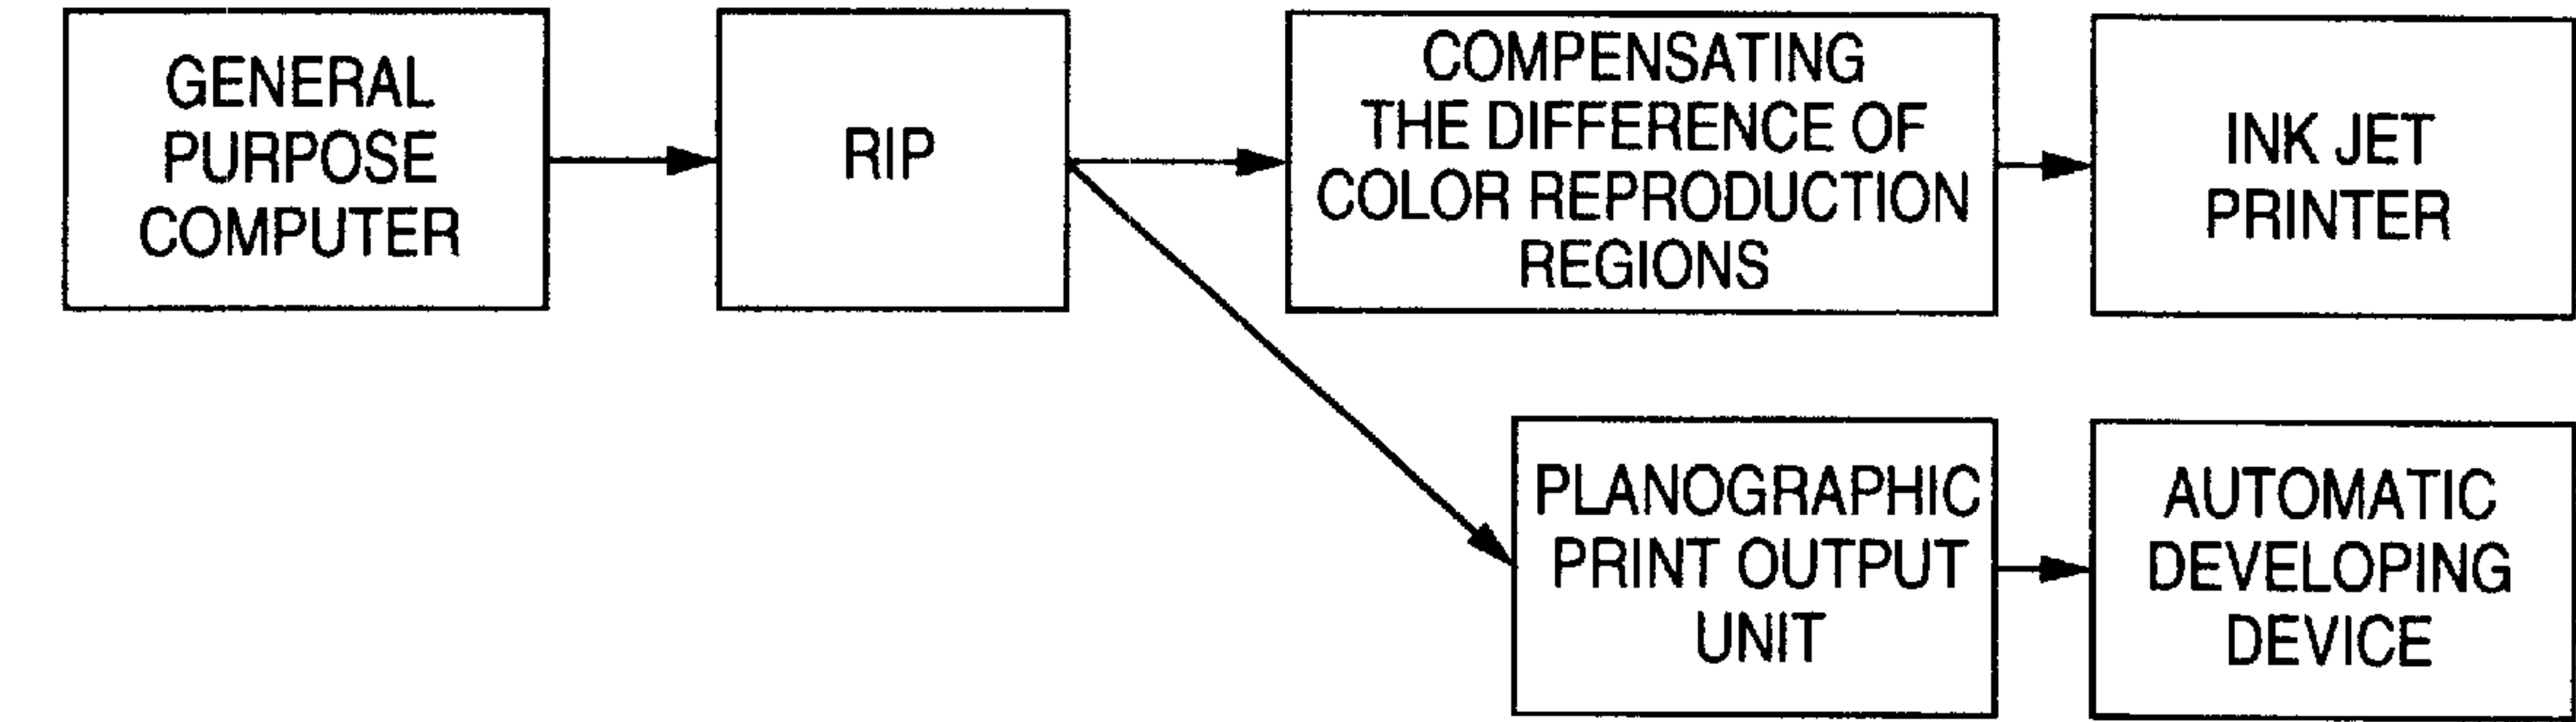 GENERAL
PURPOSE
COMPUTER
RIP
COMPENSATING
THE DIFFERENCE OF
COLOR REPRODUCTION
REGIONS
INK JET
PRINTER
PLANOGRAPHIC
PRINT OUTPUT
UNIT
AUTOMATIC
DEVELOPING
DEVICE